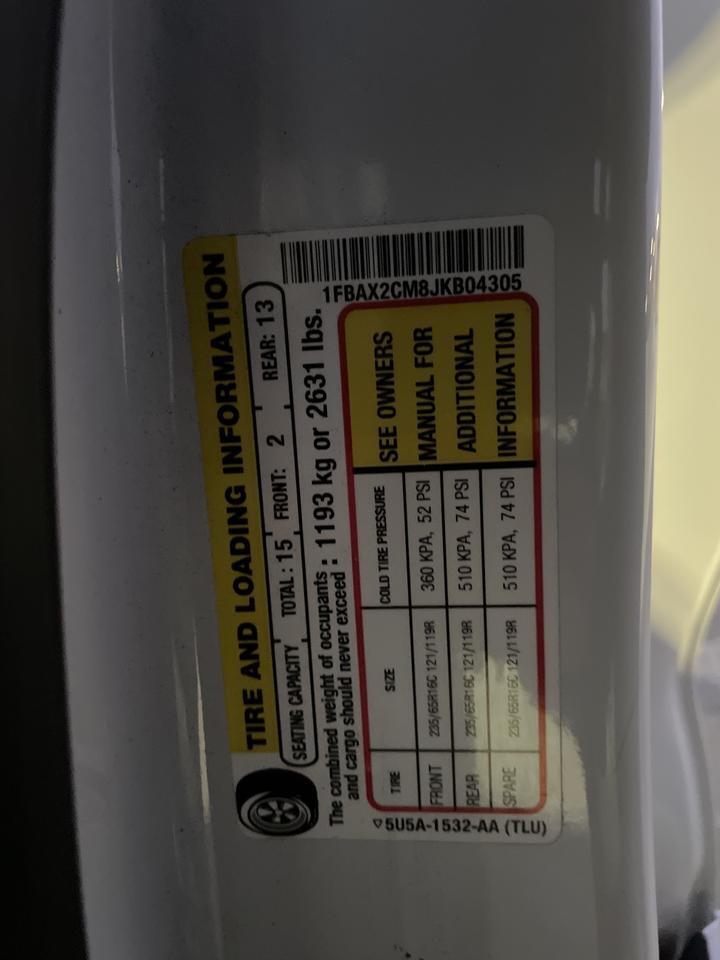 TIRE AND LOADING INFORMATION
SEATING CAPACITY TOTAL : 15 FRONT: 2 REAR: 13
The combined weight of occupants and cargo should never exceed : 1193 kg or 2631 lbs.
1FBAX2CM8JKB04305
TIRE SIZE COLD TIRE PRESSURE
FRONT 235/65R16C 121/119R 360 KPA, 52 PSI
REAR 235/65R16C 121/119R 510 KPA, 74 PSI
SPARE 235/65R16C 121/119R 510 KPA, 74 PSI
SEE OWNERS
MANUAL FOR
ADDITIONAL
INFORMATION
5U5A-1532-AA (TLU)